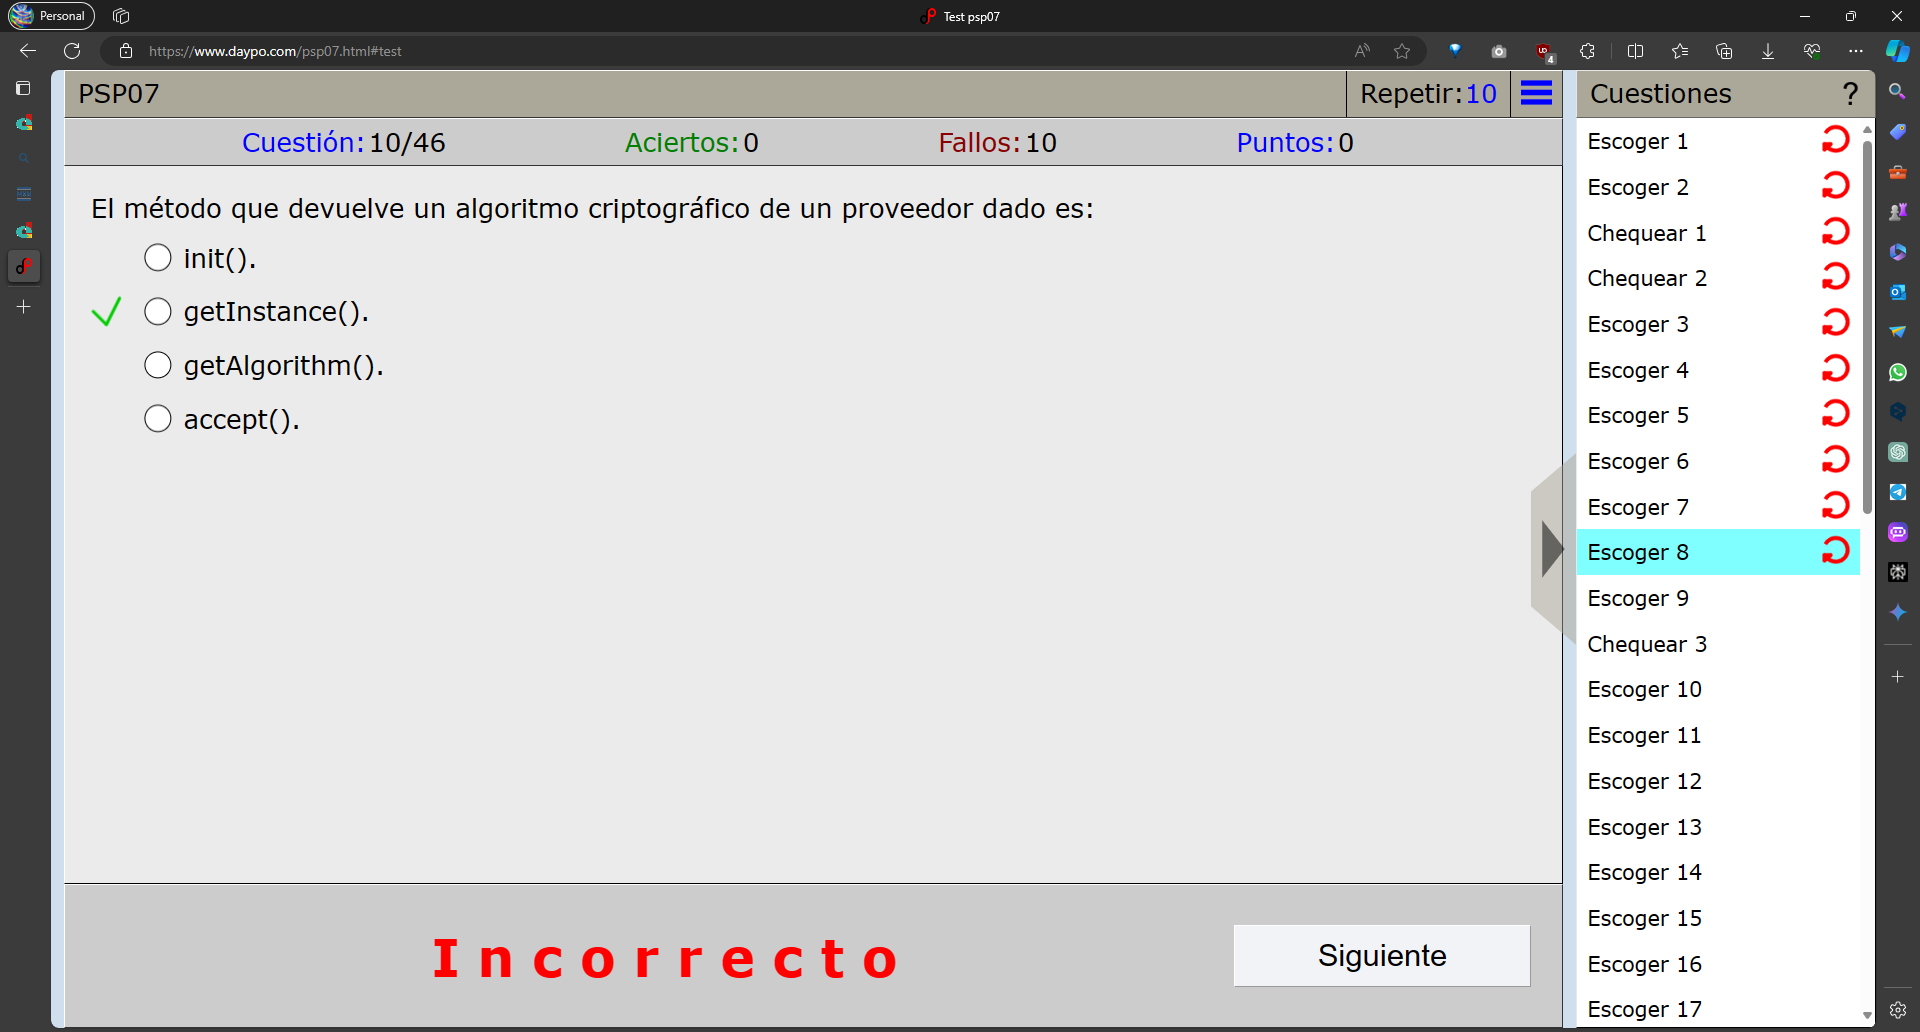 Personal
Test psp07
https://www.daypo.com/psp07.html#test
4
PSP07
Repetir:10
Cuestión:10/46
Aciertos:0
Fallos:10
Puntos:0
El método que devuelve un algoritmo criptográfico de un proveedor dado es:
init().
getInstance().
getAlgorithm().
accept().
Incorrecto
Siguiente
Cuestiones
?
Escoger 1
Escoger 2
Chequear 1
Chequear 2
Escoger 3
Escoger 4
Escoger 5
Escoger 6
Escoger 7
Escoger 8
Escoger 9
Chequear 3
Escoger 10
Escoger 11
Escoger 12
Escoger 13
Escoger 14
Escoger 15
Escoger 16
Escoger 17